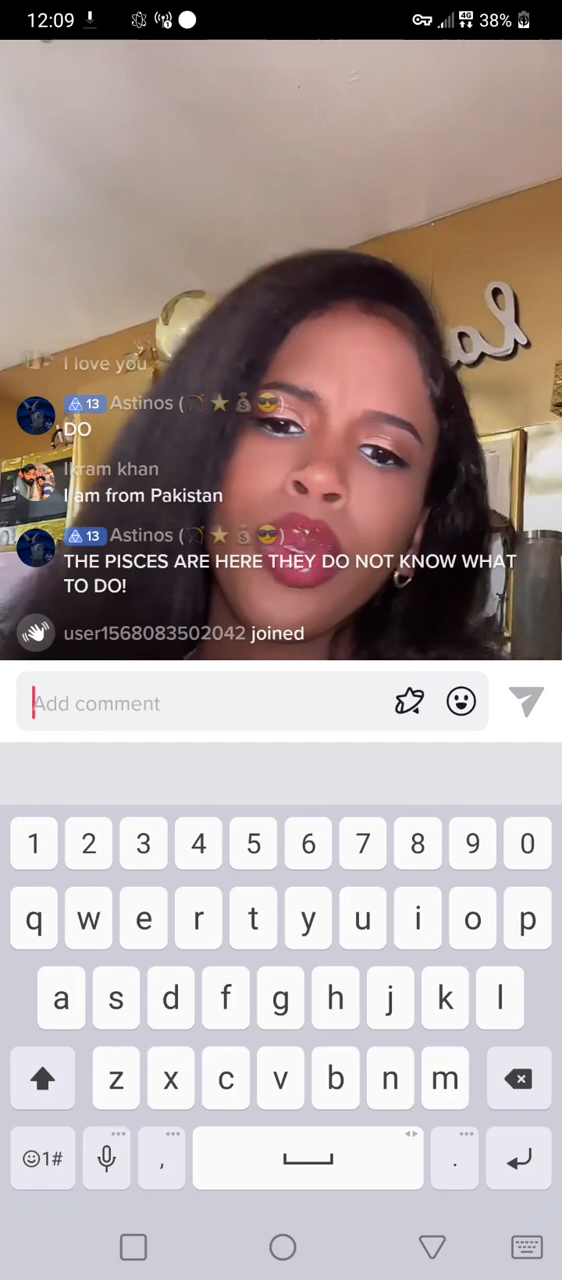 12:09
4G
38%
la
I love you
13 Astinos (🏹⭐💰😎)
DO
Ikram khan
I am from Pakistan
13 Astinos (🏹⭐💰😎)
THE PISCES ARE HERE THEY DO NOT KNOW WHAT
TO DO!
user1568083502042 joined
Add comment
1 2 3 4 5 6 7 8 9 0
q w e r t y u i o p
a s d f g h j k l
z x c v b n m
☺1# , .